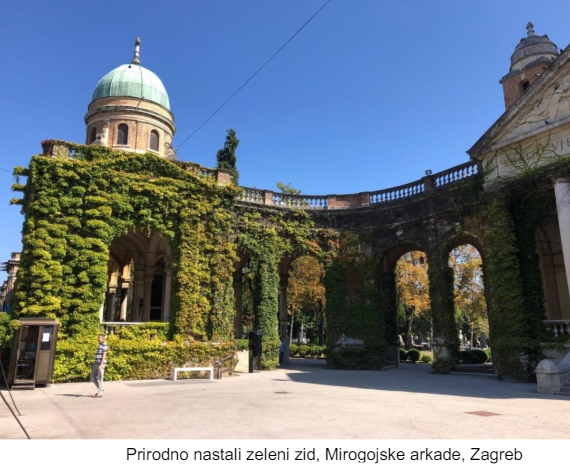 Prirodno nastali zeleni zid, Mirogojske arkade, Zagreb